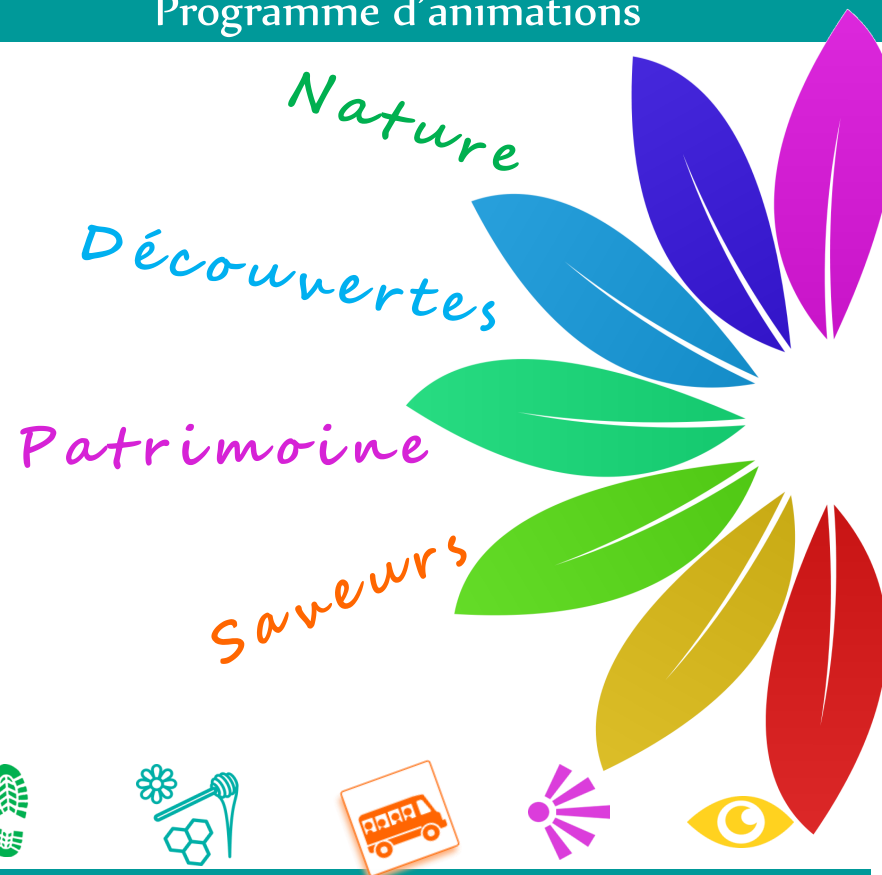 Programme d'animations
Nature
Découvertes
Patrimoine
Saveurs